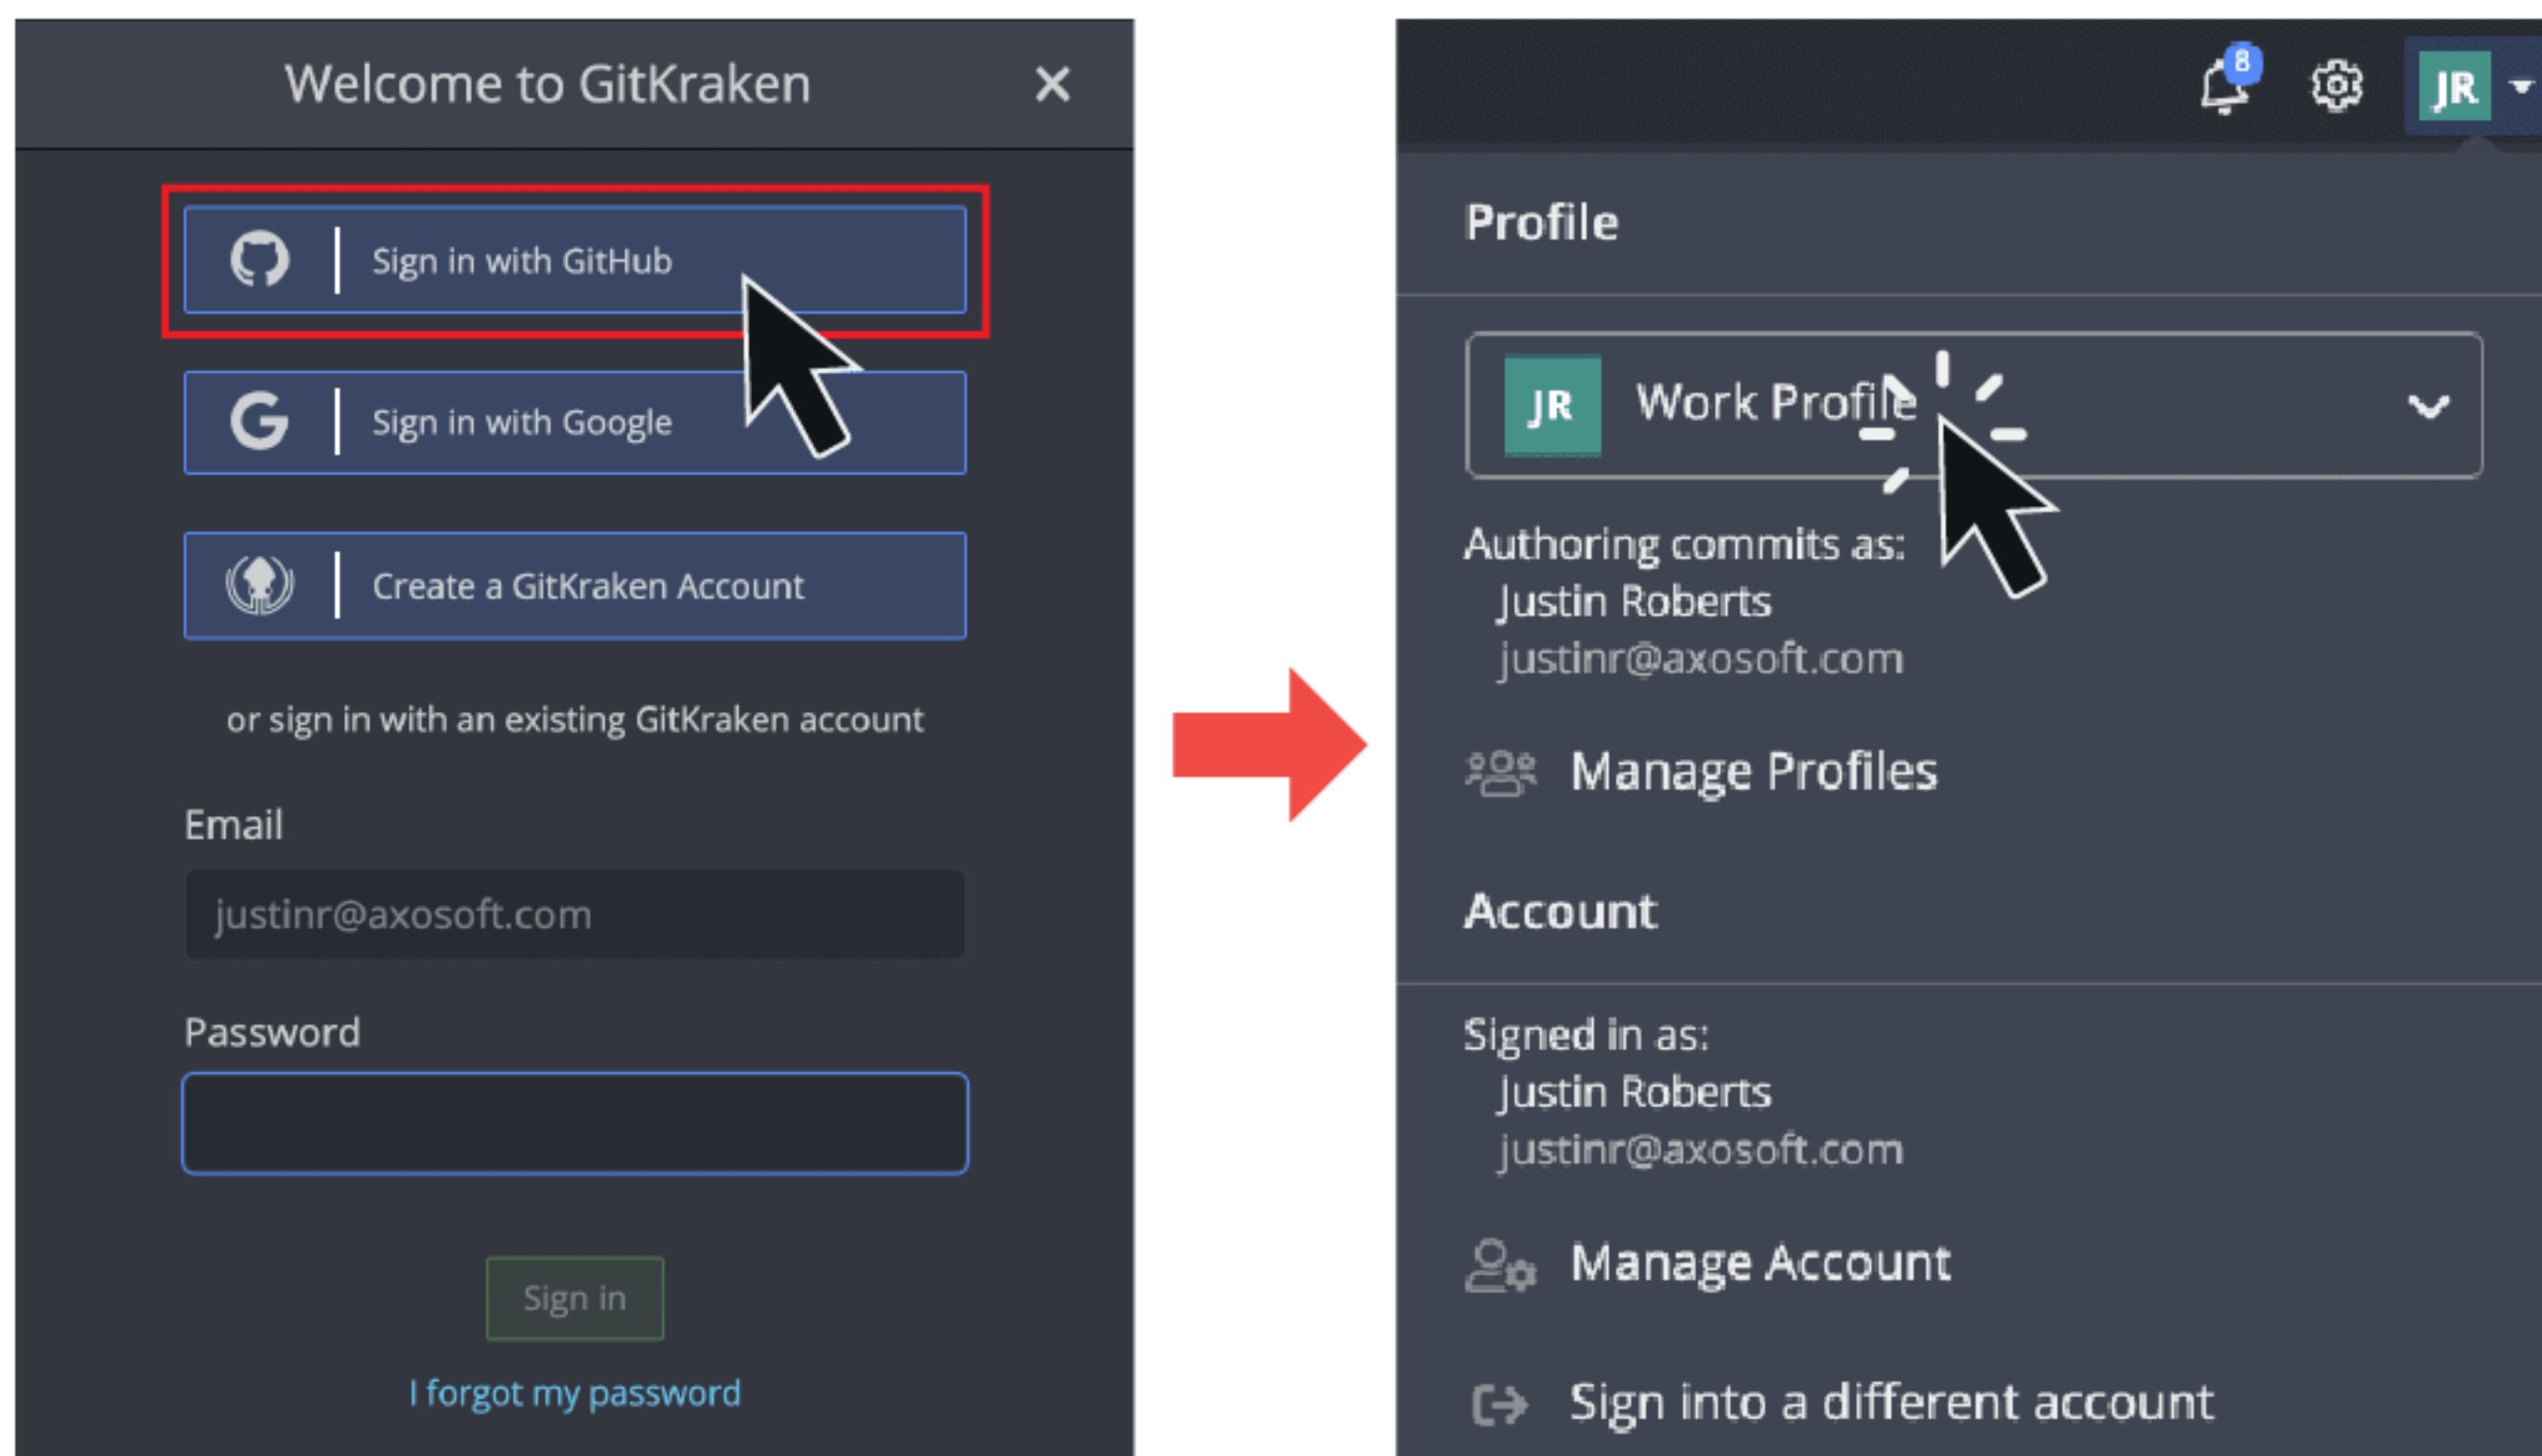 Welcome to GitKraken
Sign in with GitHub
Sign in with Google
Create a GitKraken Account
or sign in with an existing GitKraken account
Email
justinr@axosoft.com
Password
Sign in
I forgot my password
8
JR
Profile
JR Work Profile
Authoring commits as:
Justin Roberts
justinr@axosoft.com
Manage Profiles
Account
Signed in as:
Justin Roberts
justinr@axosoft.com
Manage Account
Sign into a different account